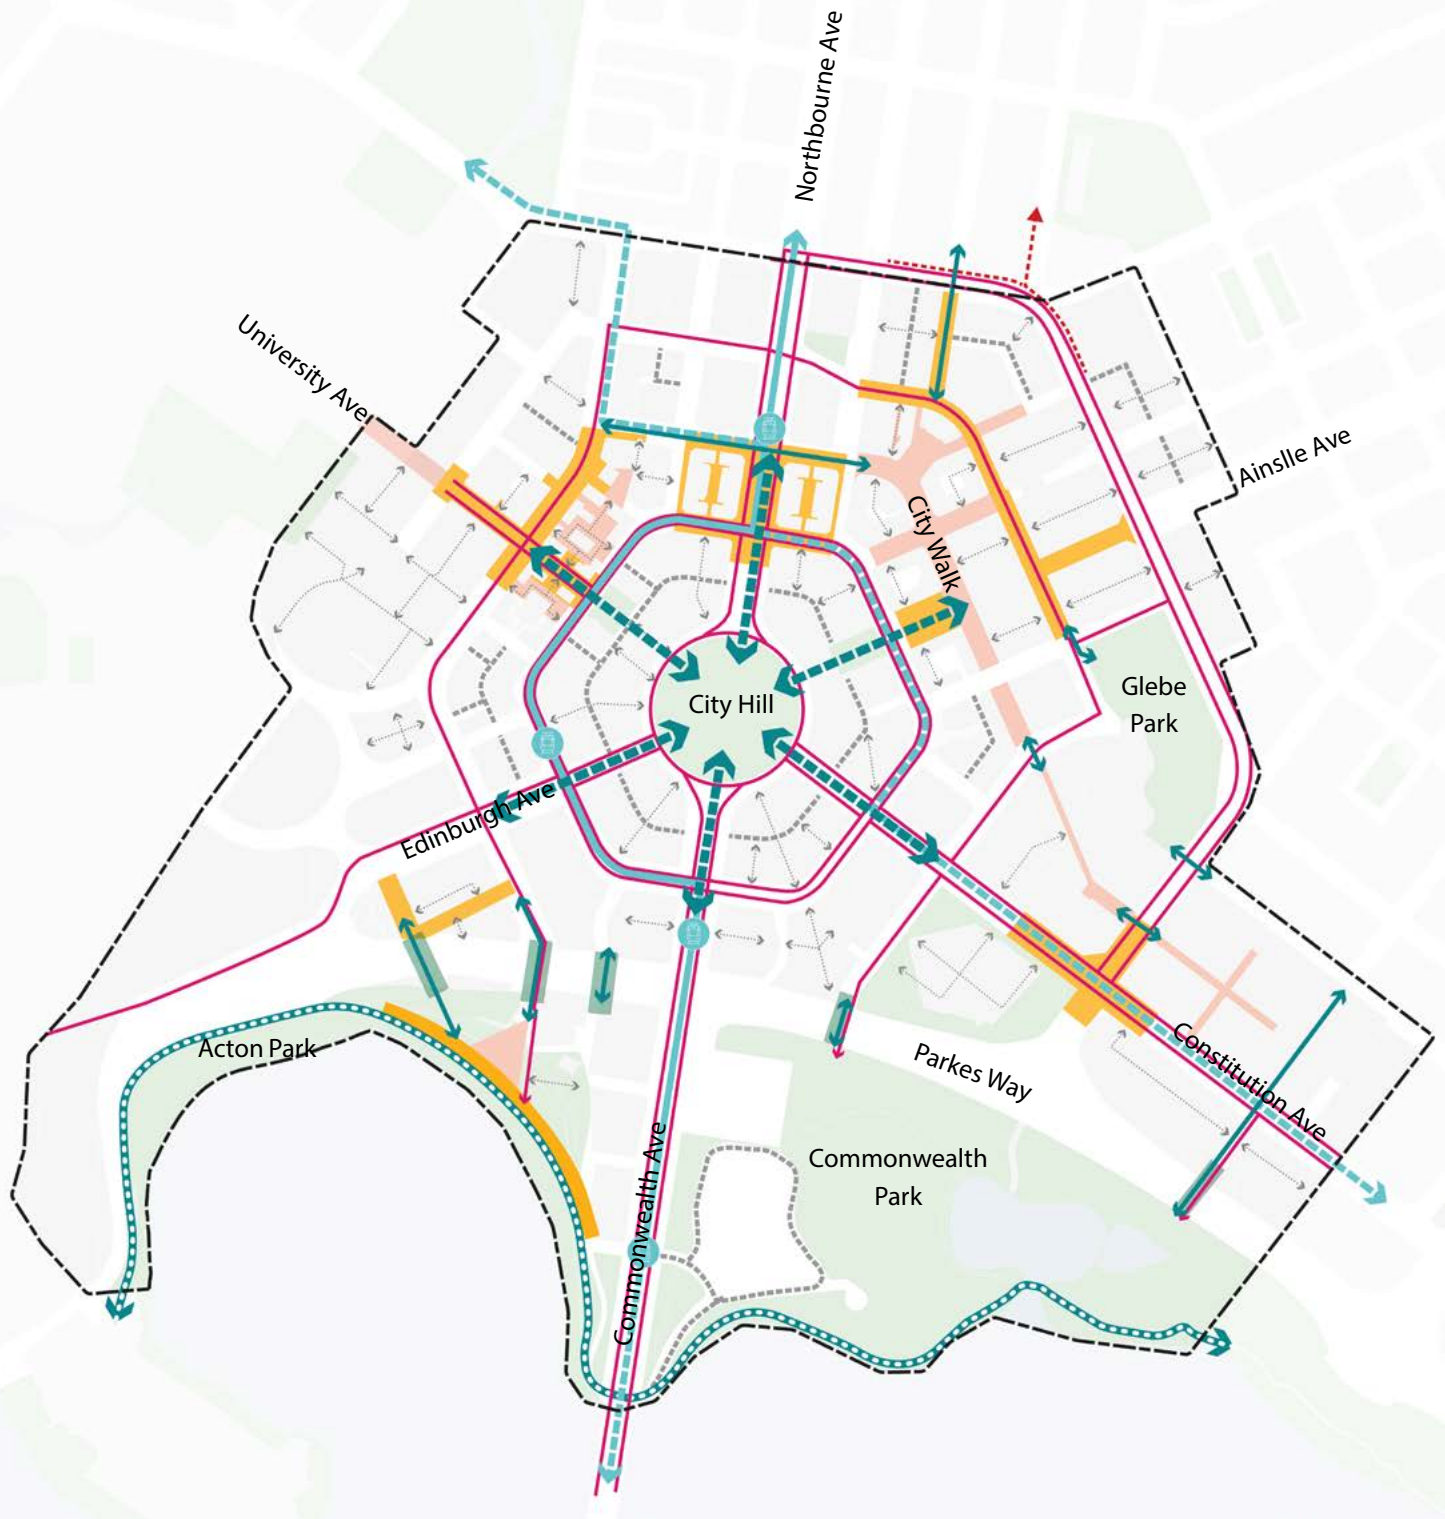 Northbourne Ave
University Ave
Ainslle Ave
City Walk
City Hill
Glebe
Park
Edinburgh Ave
Acton Park
Parkes Way
Constitution Ave
Commonwealth Ave
Commonwealth
Park